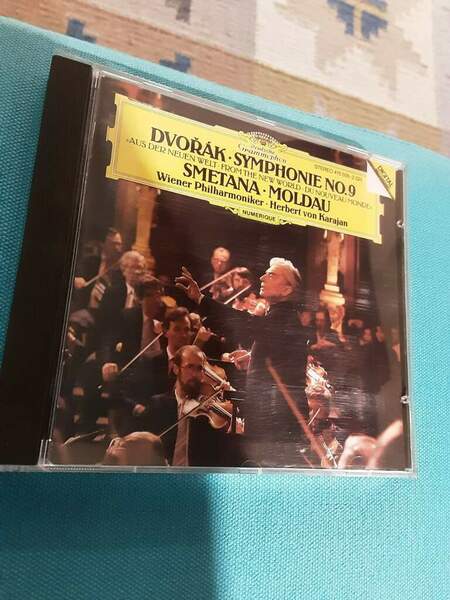 Deutsche
Grammophon
STEREO
DVOŘÁK · SYMPHONIE NO. 9
»AUS DER NEUEN WELT · FROM THE NEW WORLD · DU NOUVEAU MONDE«
SMETANA · MOLDAU
Wiener Philharmoniker · Herbert von Karajan
NUMERIQUE
DIGITAL